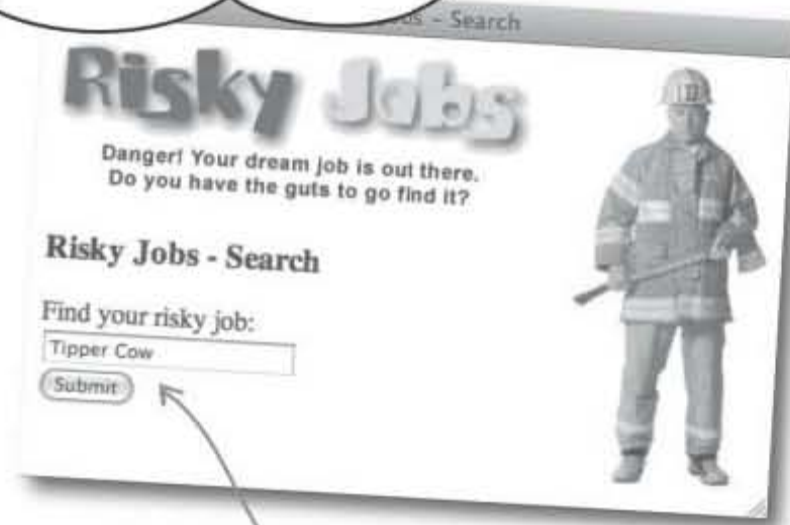 - Search
Risky Jobs
Danger! Your dream job is out there.
Do you have the guts to go find it?
Risky Jobs - Search
Find your risky job:
Tipper Cow
Submit